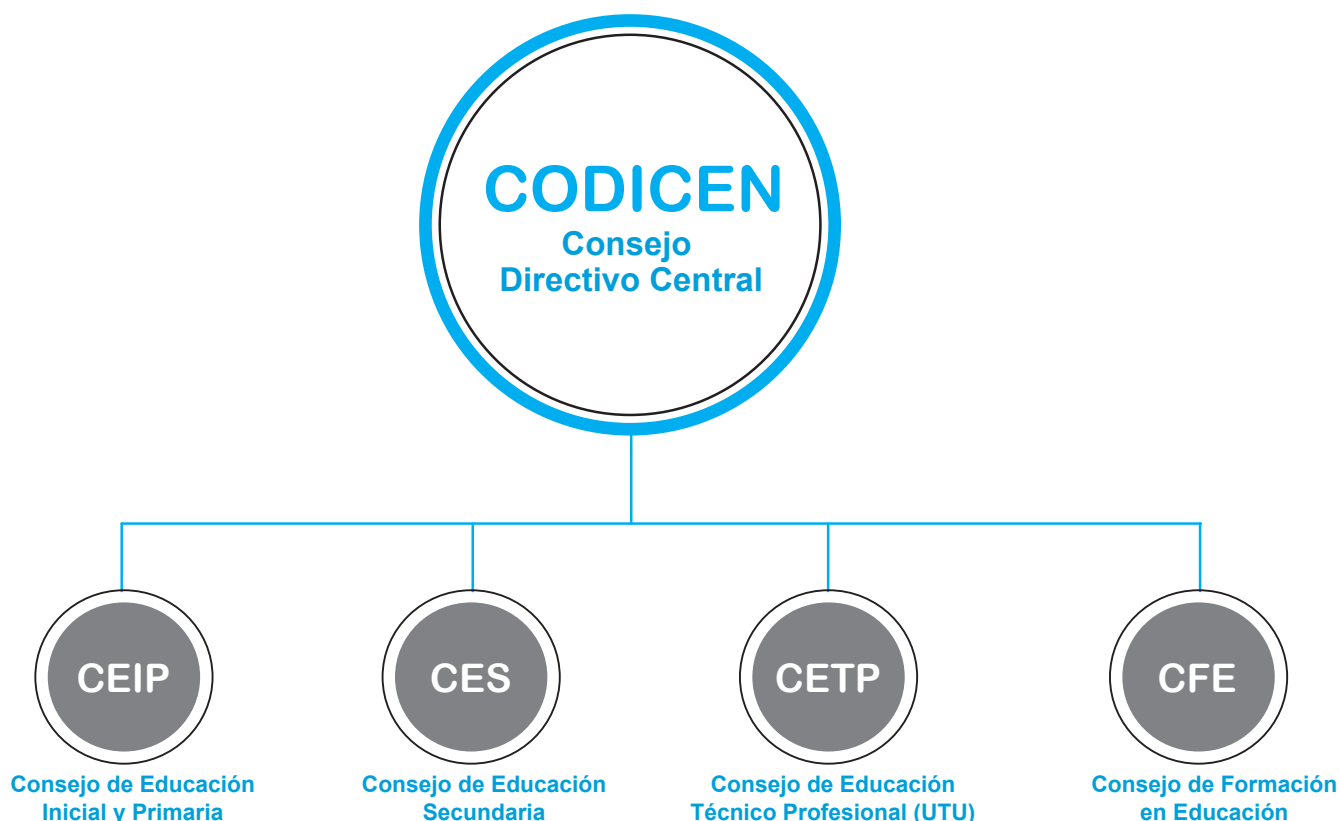 CODICEN
Consejo
Directivo Central
CEIP
CES
CETP
CFE
Consejo de Educación
Inicial y Primaria
Consejo de Educación
Secundaria
Consejo de Educación
Técnico Profesional (UTU)
Consejo de Formación
en Educación